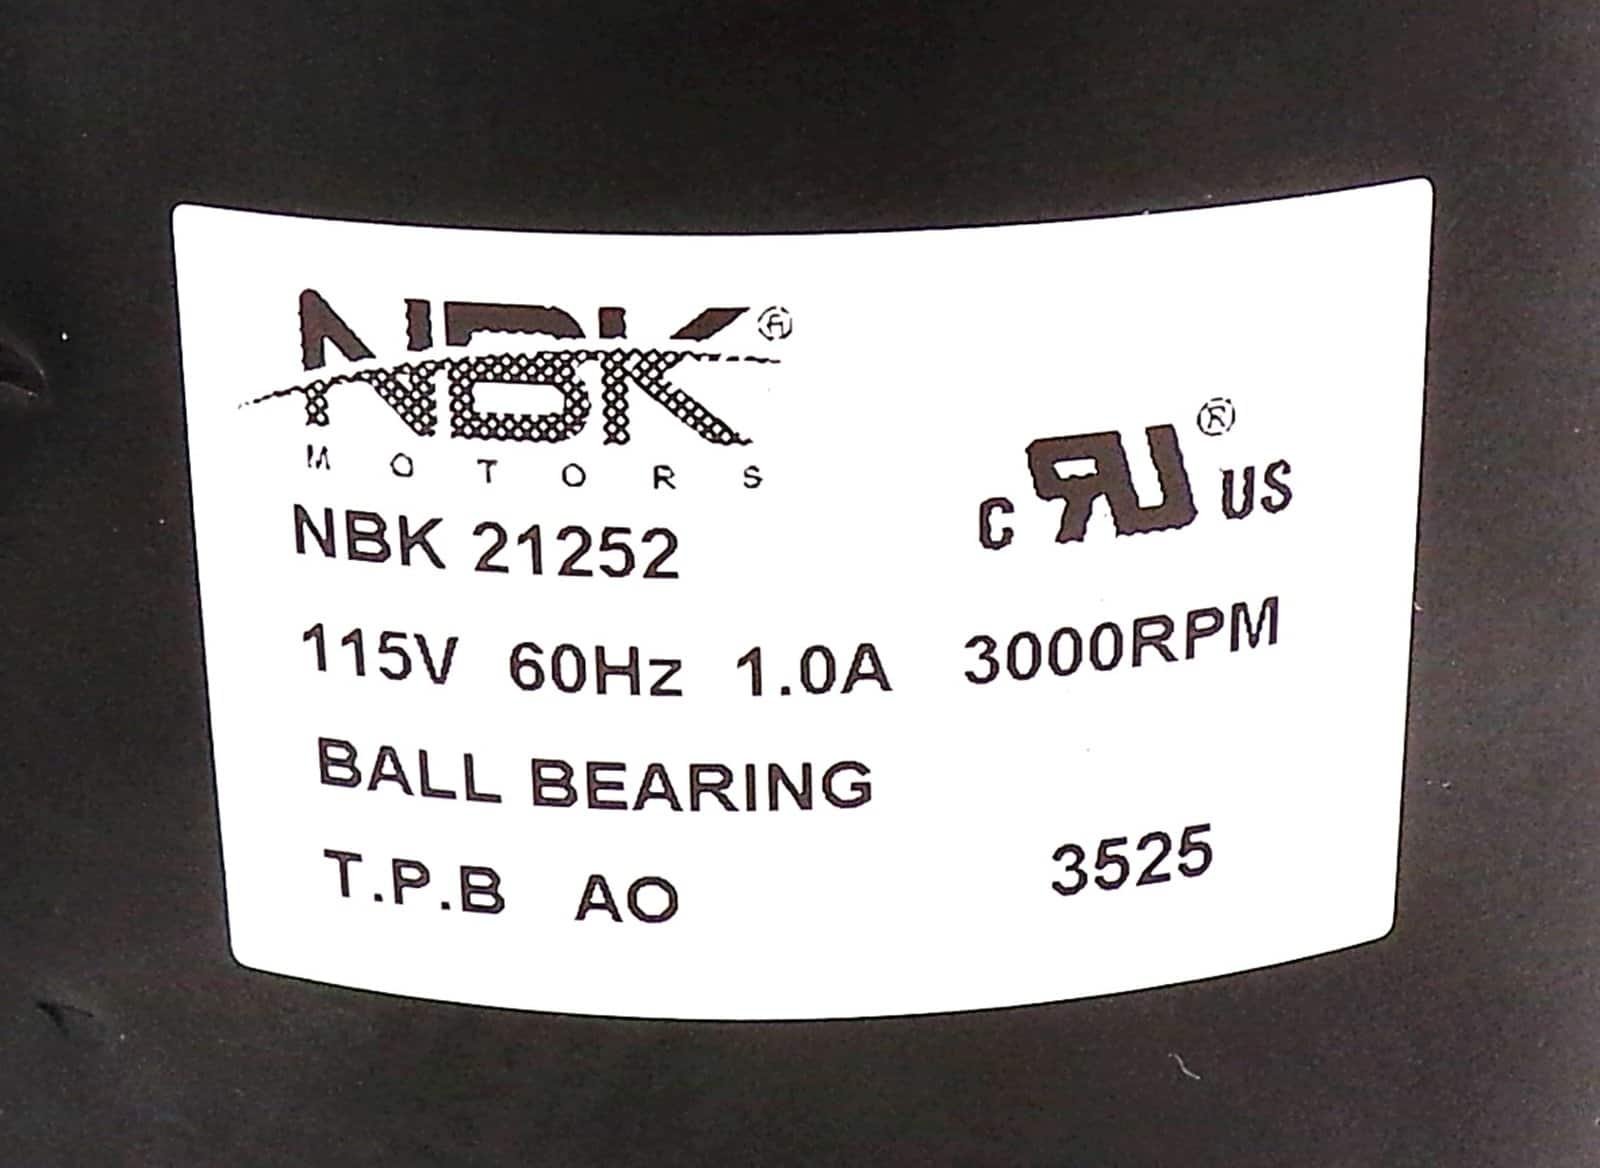 NBK®
MOTORS
NBK 21252
c RU® US
115V 60Hz 1.0A 3000RPM
BALL BEARING
T.P.B AO 3525